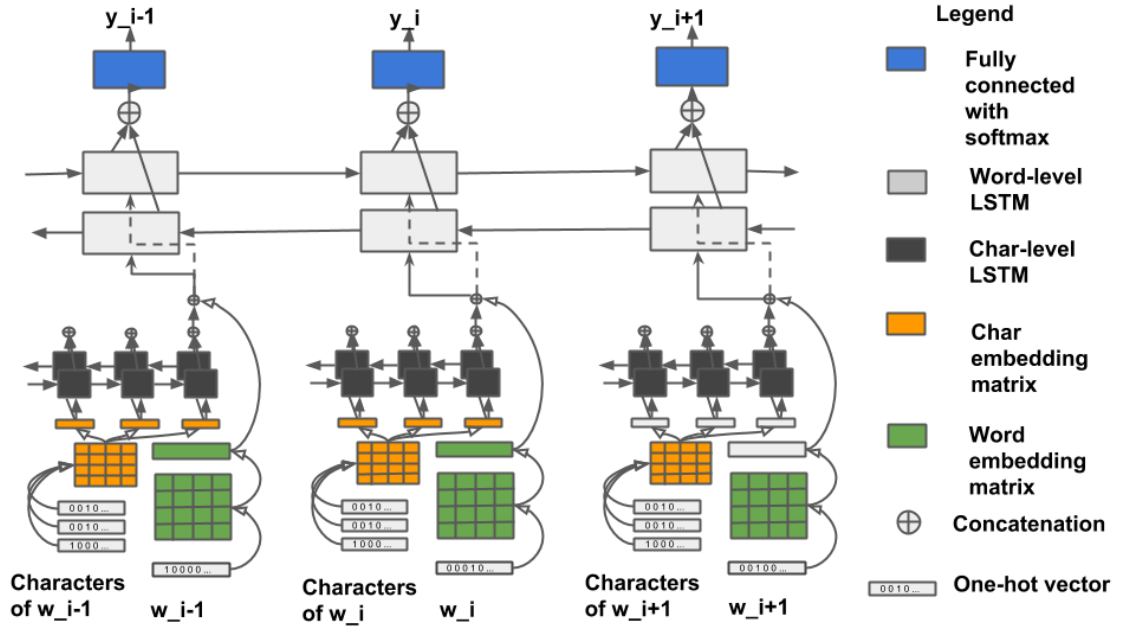 y_i-1
y_i
y_i+1
Legend
Fully
connected
with
softmax
Word-level
LSTM
Char-level
LSTM
Char
embedding
matrix
Word
embedding
matrix
Concatenation
0010...
One-hot vector
0010...
0010...
1000...
10000...
0010...
0010...
1000...
00010...
0010...
0010...
1000...
00100...
Characters
of w_i-1
w_i-1
Characters
of w_i
w_i
Characters
of w_i+1
w_i+1